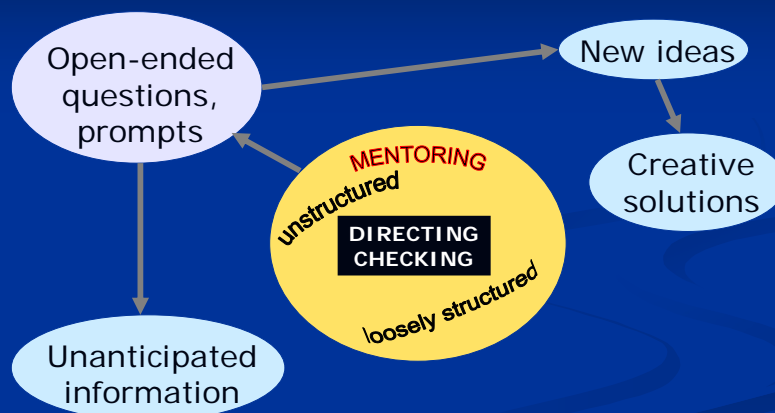 Open-ended
questions,
prompts
New ideas
Creative
solutions
MENTORING
unstructured
DIRECTING
CHECKING
loosely structured
Unanticipated
information